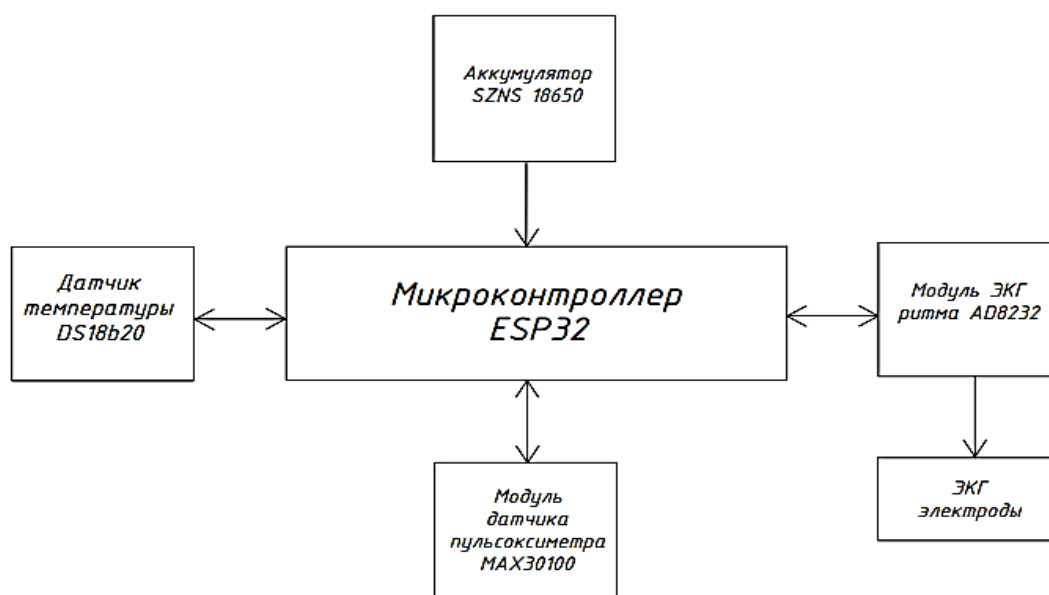 Аккумулятор
SZNS 18650
Датчик
температуры
DS18b20
Микроконтроллер
ESP32
Модуль ЭКГ
ритма AD8232
Модуль
датчика
пульсоксиметра
MAX30100
ЭКГ
электроды